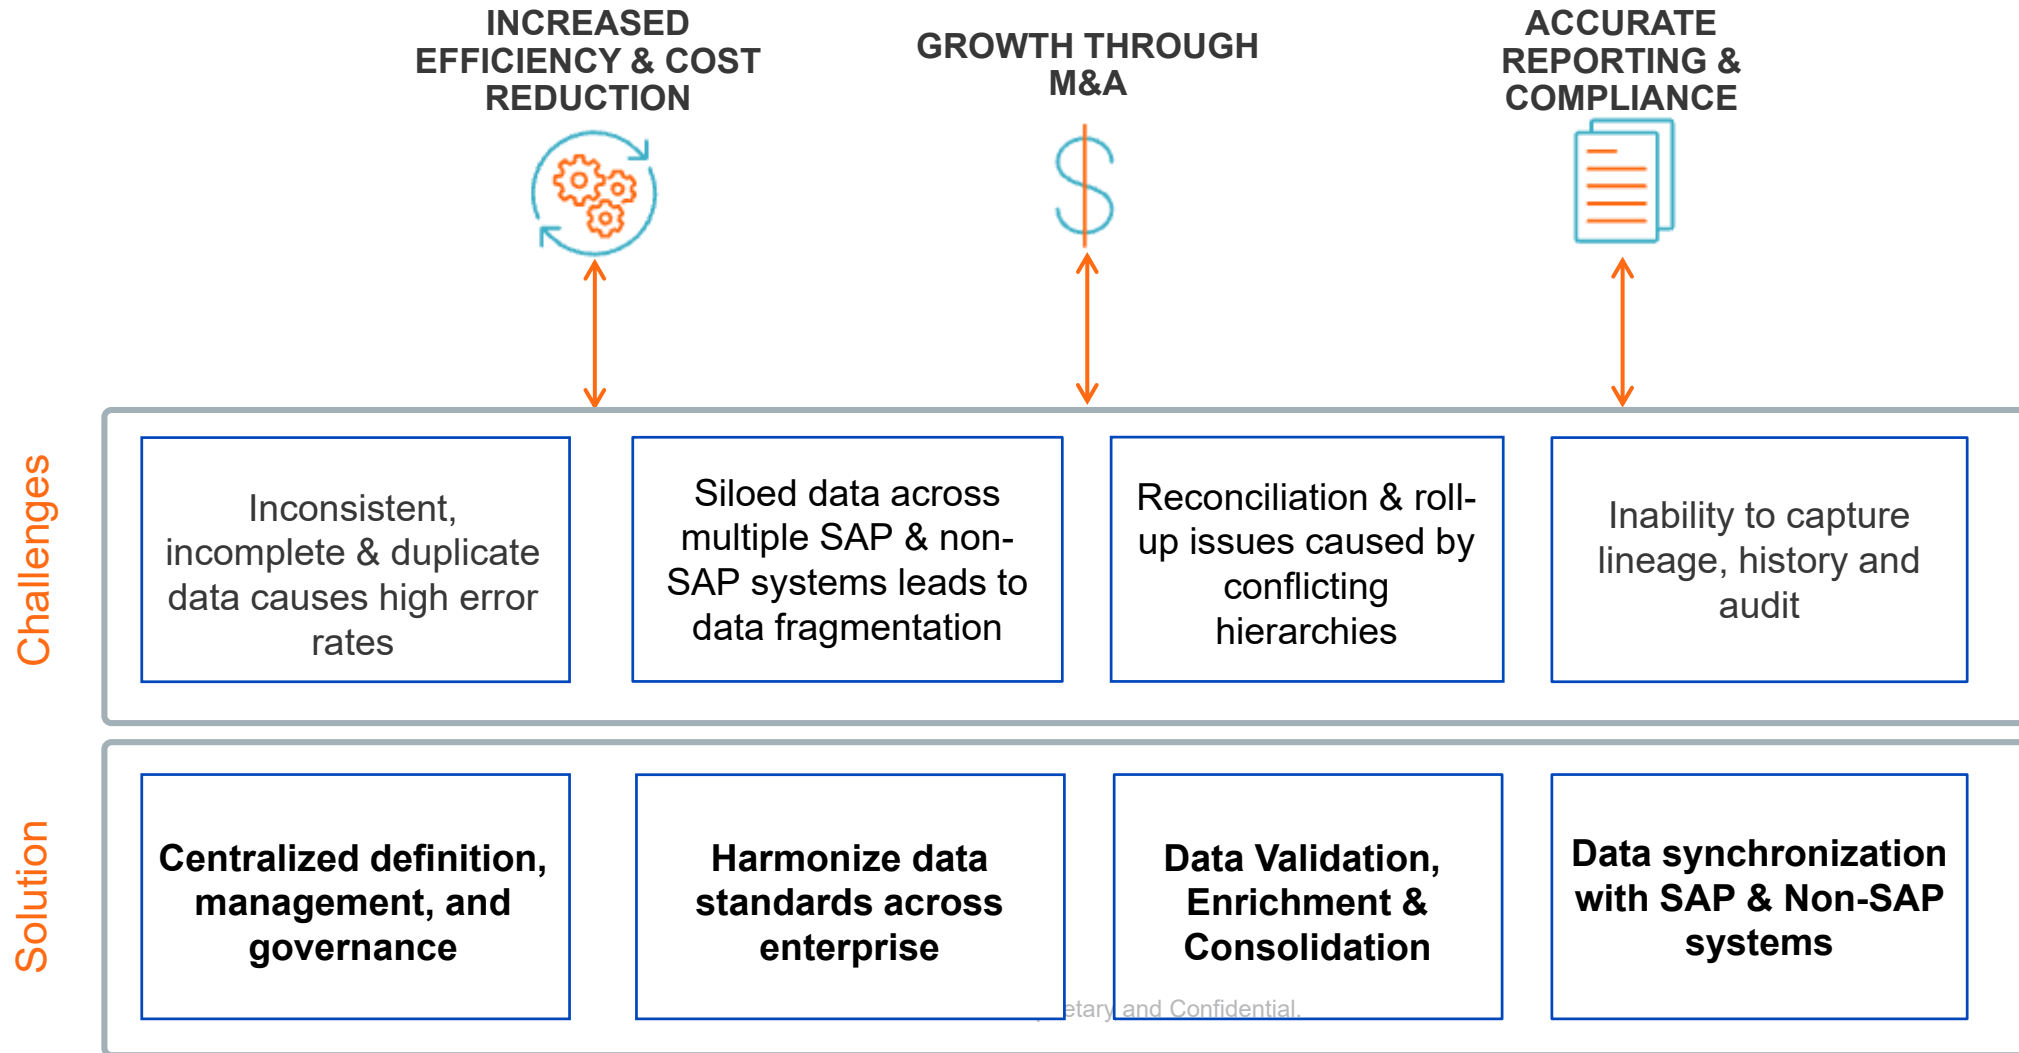 INCREASED
EFFICIENCY & COST
REDUCTION
GROWTH THROUGH
M&A
ACCURATE
REPORTING &
COMPLIANCE
Challenges
Inconsistent,
incomplete & duplicate
data causes high error
rates
Siloed data across
multiple SAP & non-
SAP systems leads to
data fragmentation
Reconciliation & roll-
up issues caused by
conflicting
hierarchies
Inability to capture
lineage, history and
audit
Solution
Centralized definition,
management, and
governance
Harmonize data
standards across
enterprise
Data Validation,
Enrichment &
Consolidation
Data synchronization
with SAP & Non-SAP
systems
and Confidential.